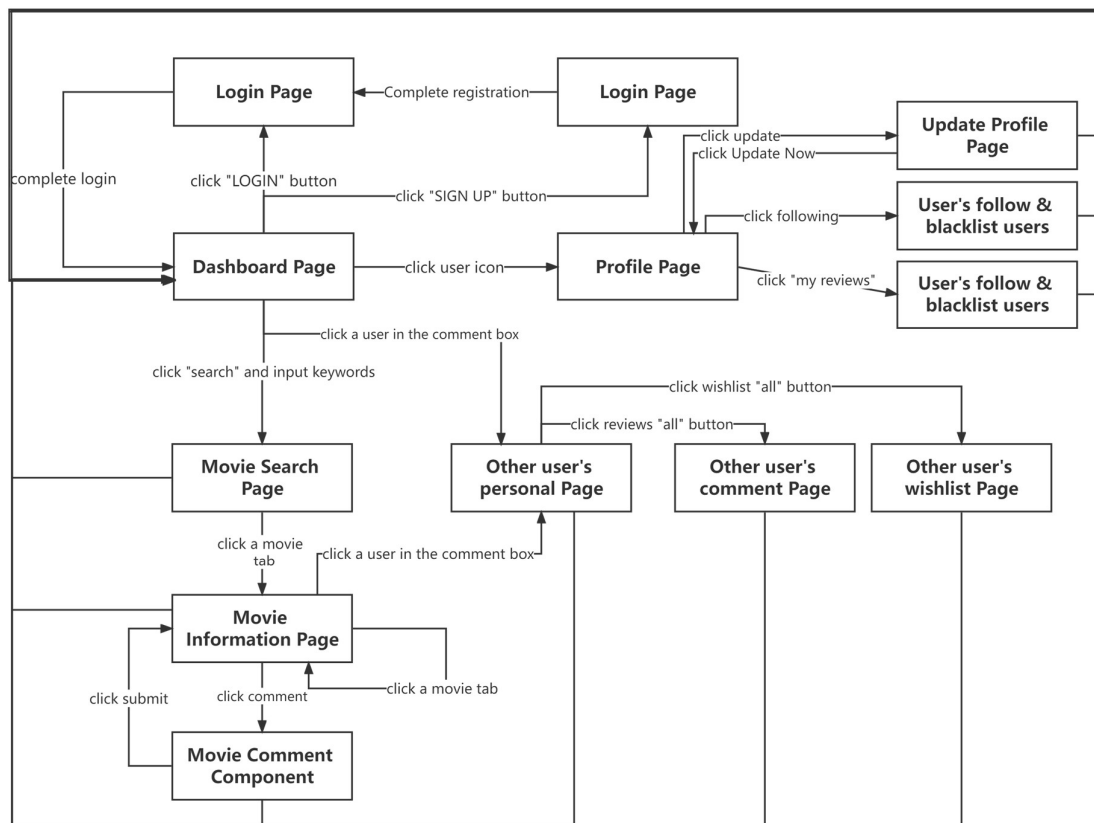 Login Page
Complete registration
Login Page
click update
Update Profile
Page
click Update Now
complete login
click "LOGIN" button
click "SIGN UP" button
click following
User's follow &
blacklist users
Dashboard Page
click user icon
Profile Page
click "my reviews"
User's follow &
blacklist users
click a user in the comment box
click "search" and input keywords
click wishlist "all" button
click reviews "all" button
Movie Search
Page
Other user's
personal Page
Other user's
comment Page
Other user's
wishlist Page
click a movie
tab
click a user in the comment box
Movie
Information Page
click submit
click comment
click a movie tab
Movie Comment
Component